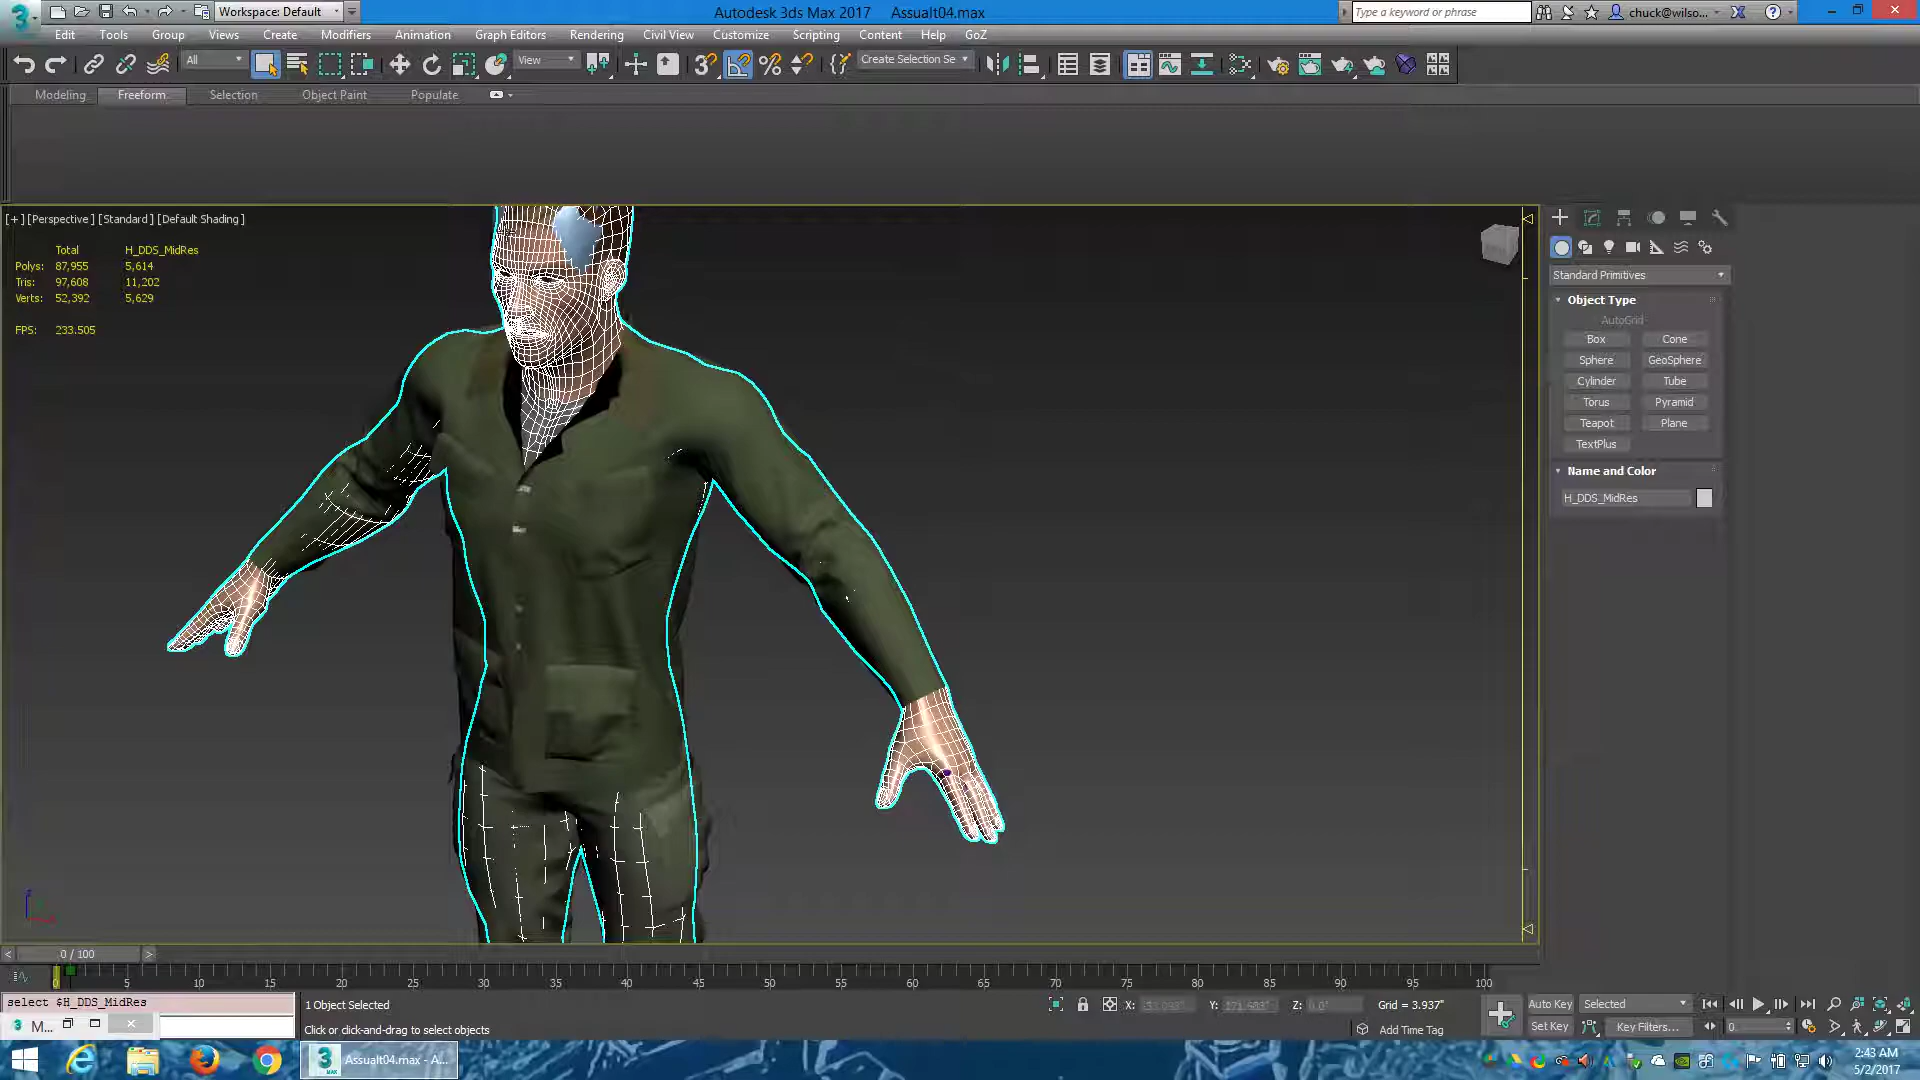 Workspace: Default
Autodesk 3ds Max 2017 Assualt04.max
Type a keyword or phrase
chuck@wilso...
Edit Tools Group Views Create Modifiers Animation Graph Editors Rendering Civil View Customize Scripting Content Help GoZ
All
View
Create Selection Se
Modeling Freeform Selection Object Paint Populate
[+] [Perspective] [Standard] [Default Shading]
Total H_DDS_MidRes
Polys: 87,955 5,614
Tris: 97,608 11,202
Verts: 52,392 5,629
FPS: 233.505
Standard Primitives
Object Type
AutoGrid
Box Cone
Sphere GeoSphere
Cylinder Tube
Torus Pyramid
Teapot Plane
TextPlus
Name and Color
H_DDS_MidRes
0 / 100
0 5 10 15 20 25 30 35 40 45 50 55 60 65 70 75 80 85 90 95 100
select $H_DDS_MidRes
1 Object Selected
X: Y: Z: 0.0" Grid = 3.937"
Auto Key Selected
M...
Click or click-and-drag to select objects
Add Time Tag
Set Key Key Filters... 0
Assualt04.max - A...
2:43 AM
5/2/2017